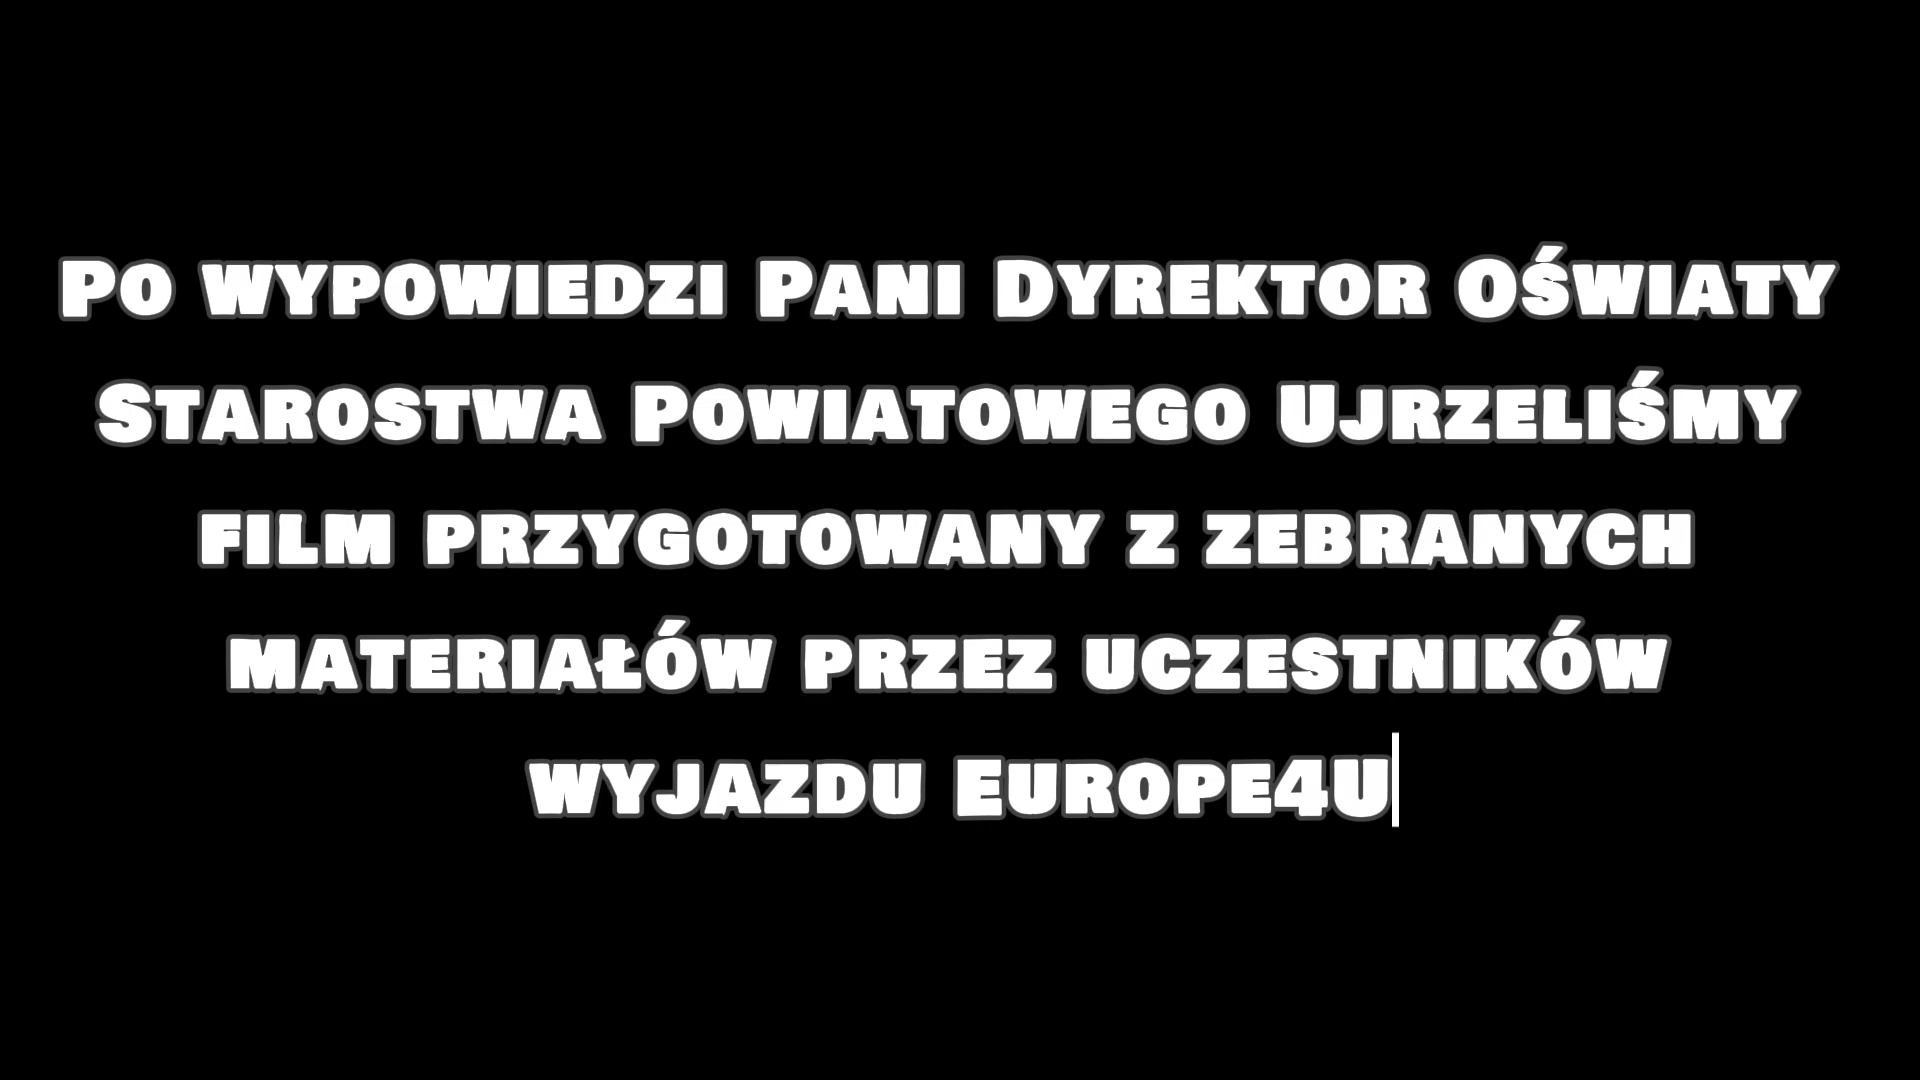 Po wypowiedzi Pani Dyrektor Oświaty
Starostwa Powiatowego Ujrzeliśmy
film przygotowany z zebranych
materiałów przez uczestników
wyjazdu Europe4U